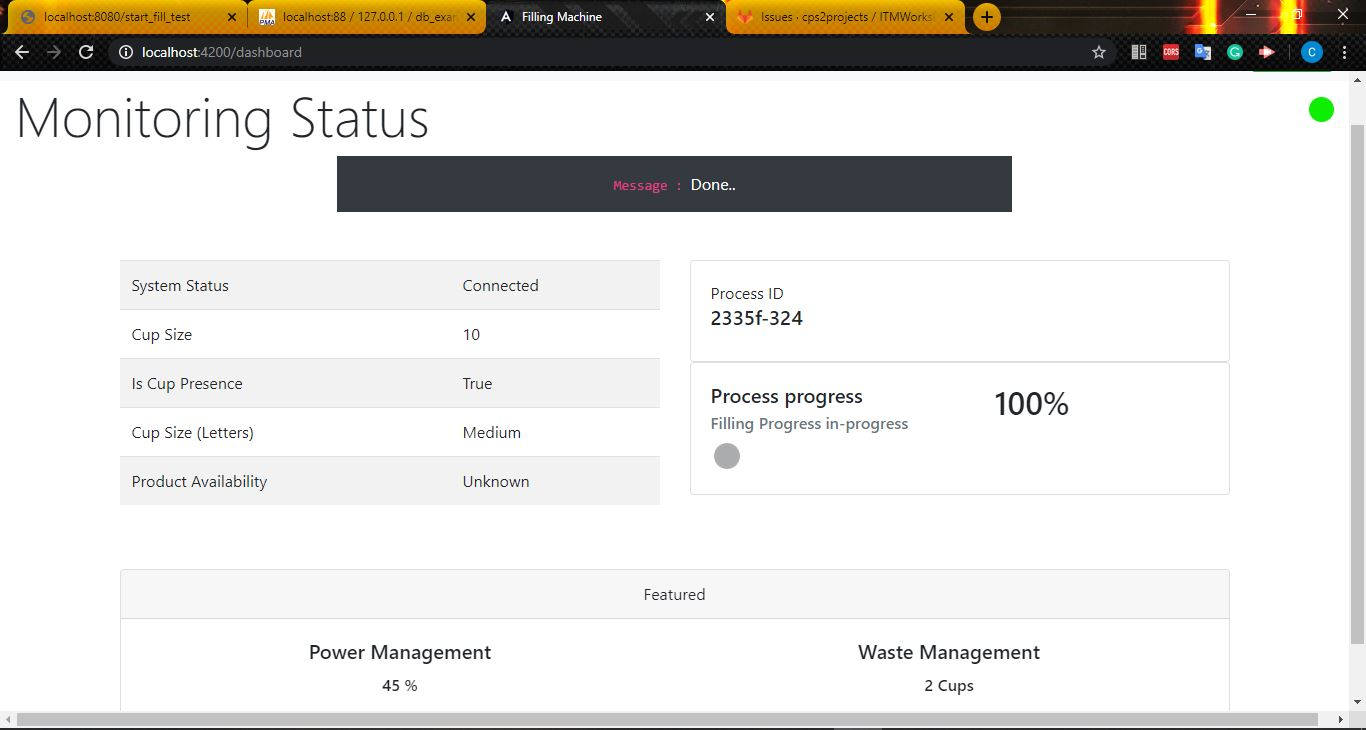 localhost:8080/start_fill_test
localhost:88 / 127.0.0.1 / db_exa
Filling Machine
Issues · cps2projects / ITMWorks
localhost:4200/dashboard
CORS
G
C
Monitoring Status
Message : Done..
System Status Connected
Cup Size 10
Is Cup Presence True
Cup Size (Letters) Medium
Product Availability Unknown
Process ID
2335f-324
Process progress 100%
Filling Progress in-progress
Featured
Power Management Waste Management
45 % 2 Cups